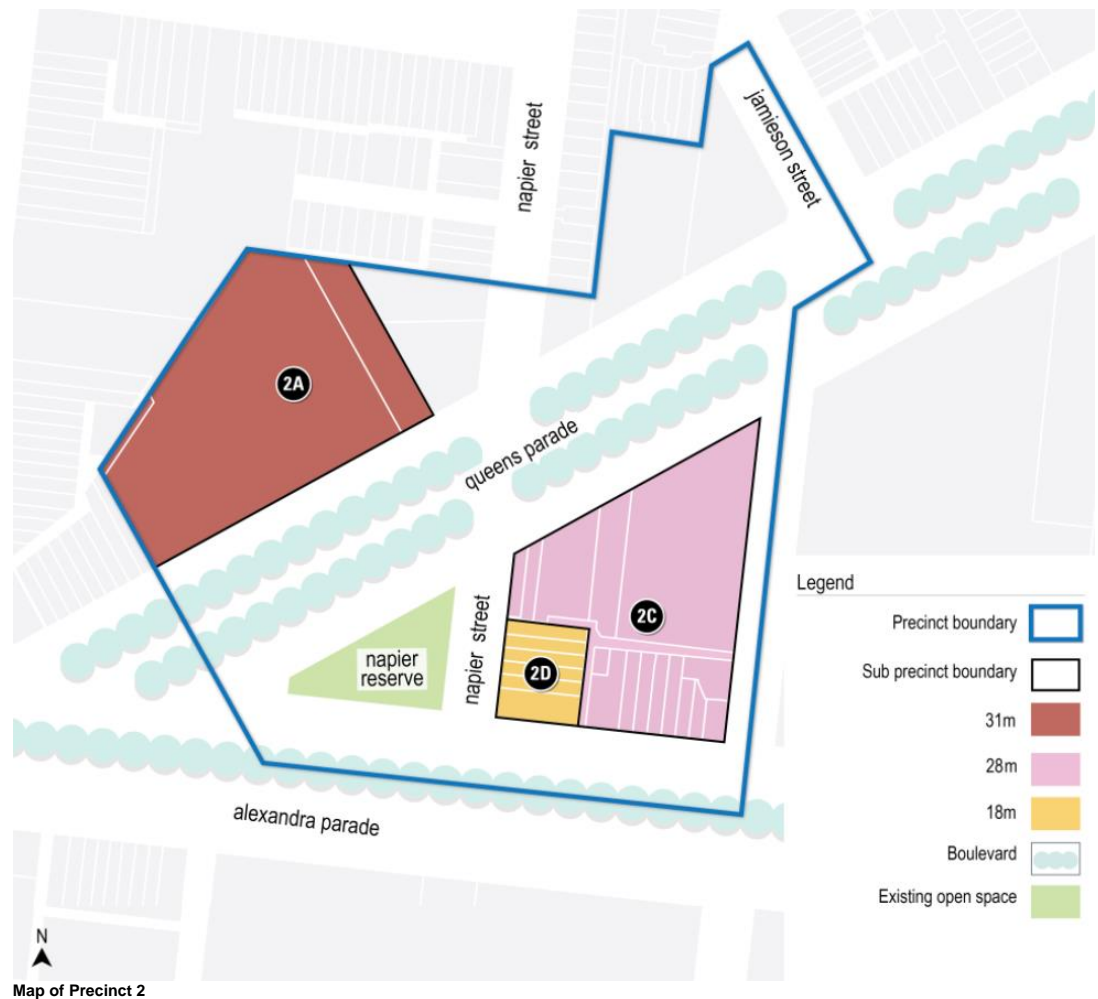 napier street
jamieson street
2A
queens parade
Legend
Precinct boundary
2C
Sub precinct boundary
napier
reserve
napier street
2D
31m
28m
18m
alexandra parade
Boulevard
Existing open space
N
Map of Precinct 2